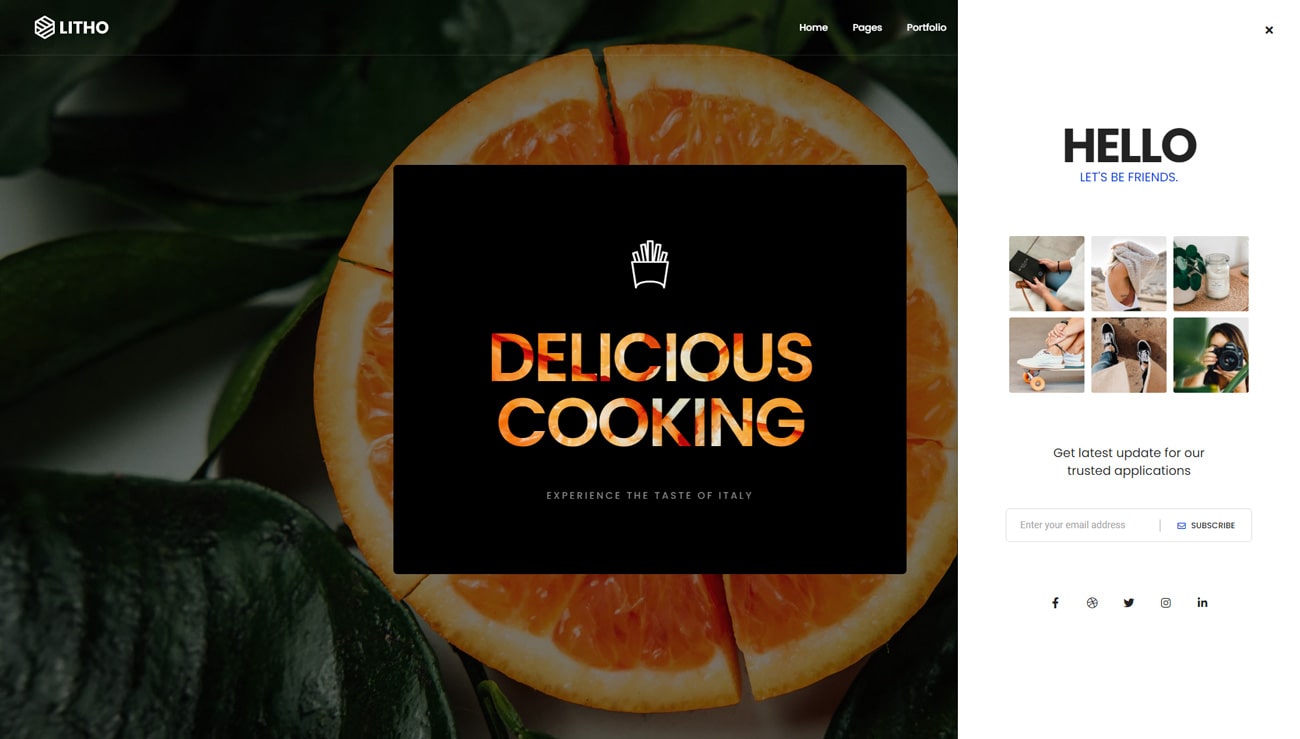 LITHO
Home Pages Portfolio
DELICIOUS
COOKING
EXPERIENCE THE TASTE OF ITALY
HELLO
LET'S BE FRIENDS.
Get latest update for our
trusted applications
Enter your email address
SUBSCRIBE